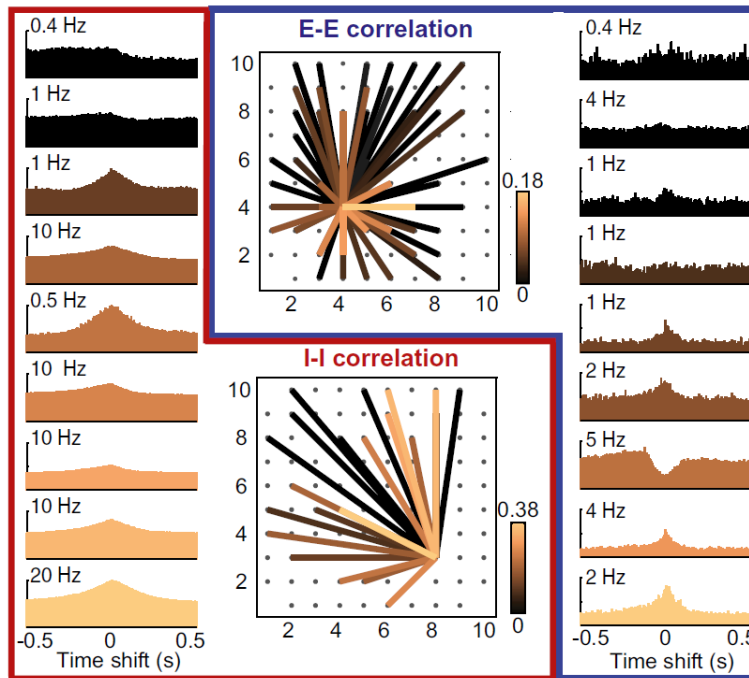 0.4 Hz
1 Hz
1 Hz
10 Hz
0.5 Hz
10 Hz
10 Hz
10 Hz
20 Hz
-0.5 0 0.5
Time shift (s)
E-E correlation
10
8
6
4
2
2 4 6 8 10
0.18
0
I-I correlation
10
8
6
4
2
2 4 6 8 10
0.38
0
0.4 Hz
4 Hz
1 Hz
1 Hz
1 Hz
2 Hz
5 Hz
4 Hz
2 Hz
-0.5 0 0.5
Time shift (s)